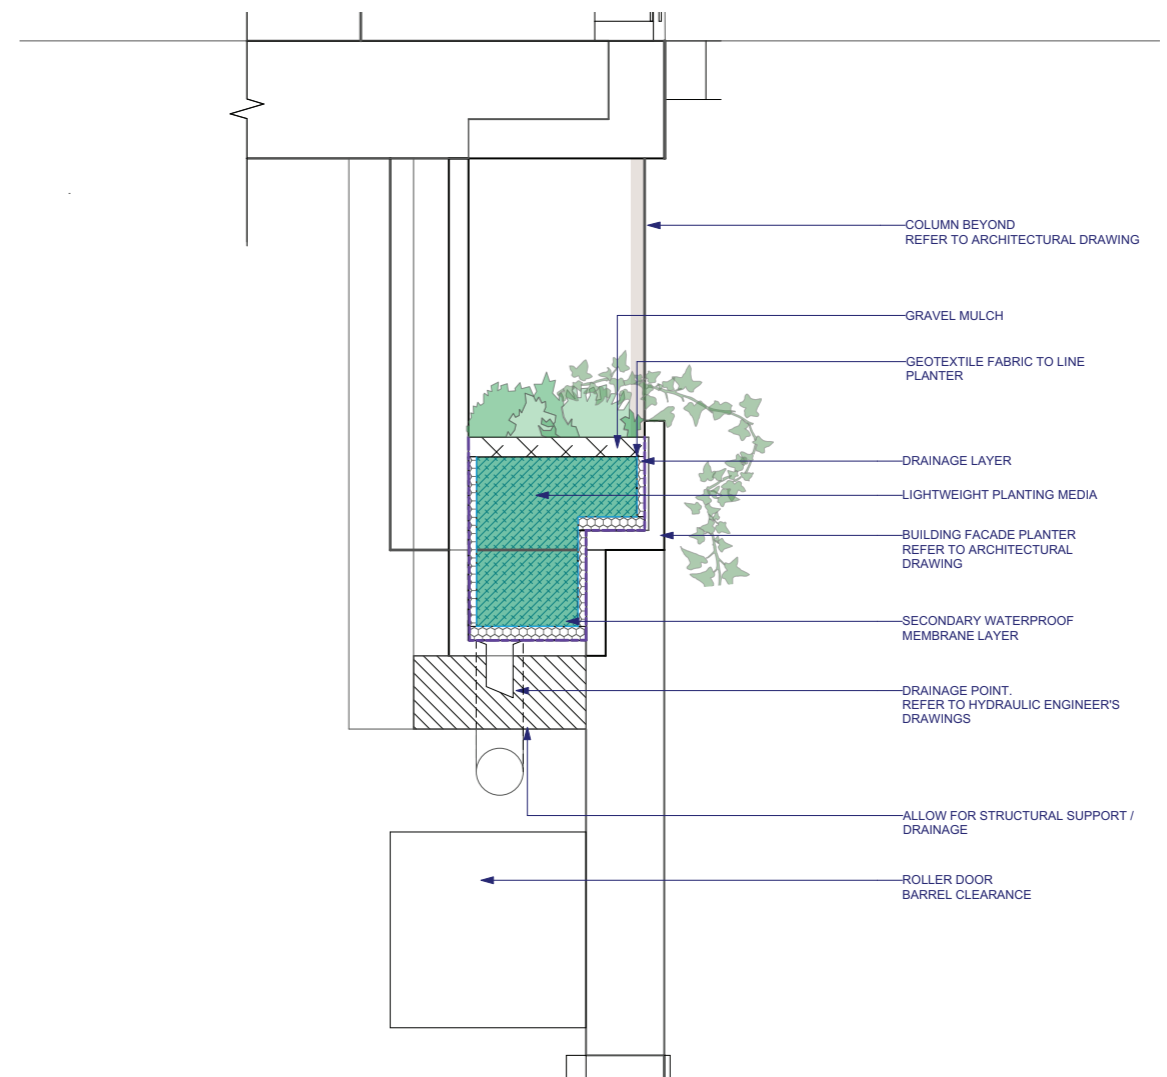 COLUMN BEYOND
REFER TO ARCHITECTURAL DRAWING
GRAVEL MULCH
GEOTEXTILE FABRIC TO LINE
PLANTER
DRAINAGE LAYER
LIGHTWEIGHT PLANTING MEDIA
BUILDING FACADE PLANTER
REFER TO ARCHITECTURAL
DRAWING
SECONDARY WATERPROOF
MEMBRANE LAYER
DRAINAGE POINT.
REFER TO HYDRAULIC ENGINEER'S
DRAWINGS
ALLOW FOR STRUCTURAL SUPPORT /
DRAINAGE
ROLLER DOOR
BARREL CLEARANCE